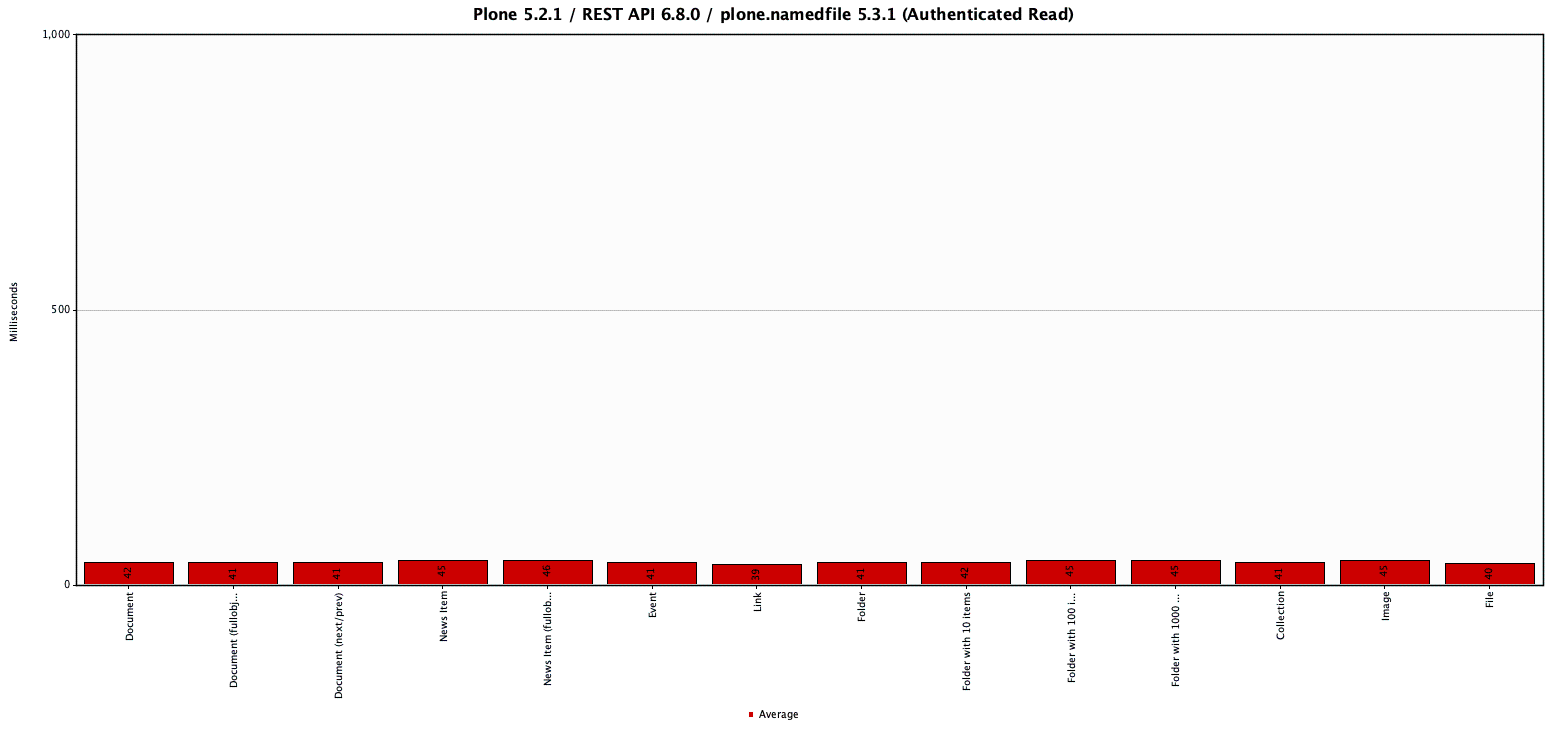 Plone 5.2.1 / REST API 6.8.0 / plone.namedfile 5.3.1 (Authenticated Read)
Milliseconds
1,000
500
0
42
41
41
45
46
41
39
41
42
45
45
41
45
40
Document
Document (fullobj...
Document (next/prev)
News Item
News Item (fullob...
Event
Link
Folder
Folder with 10 items
Folder with 100 i...
Folder with 1000 ...
Collection
Image
File
Average